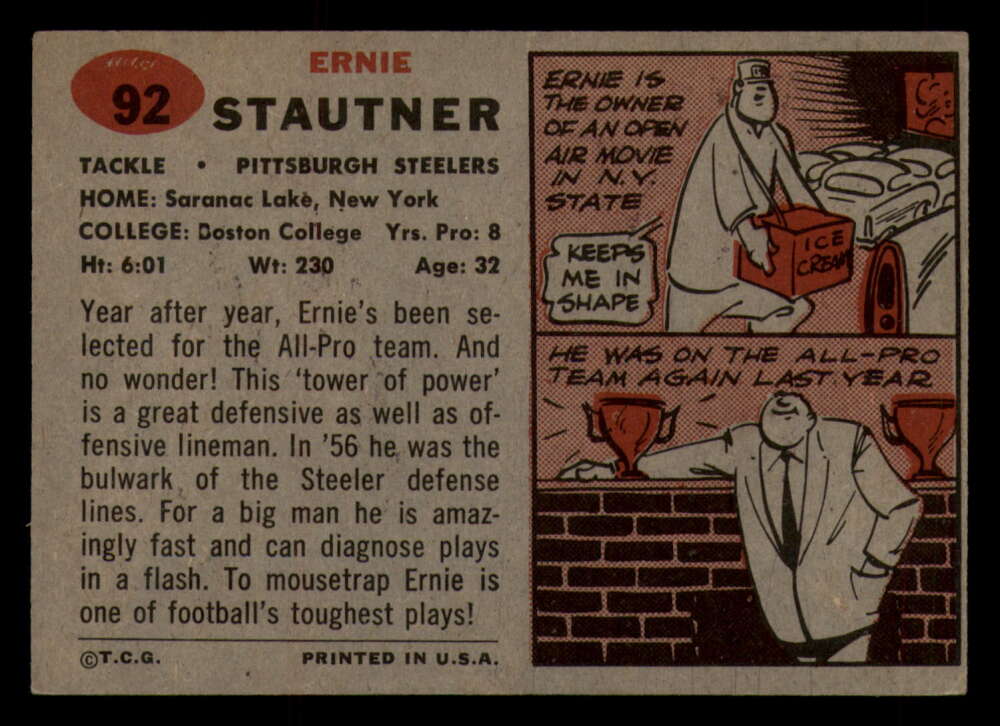 92
ERNIE
STAUTNER
TACKLE • PITTSBURGH STEELERS
HOME: Saranac Lake, New York
COLLEGE: Boston College Yrs. Pro: 8
Ht: 6:01 Wt: 230 Age: 32
Year after year, Ernie's been se-
lected for the All-Pro team. And
no wonder! This 'tower of power'
is a great defensive as well as of-
fensive lineman. In '56 he was the
bulwark of the Steeler defense
lines. For a big man he is amaz-
ingly fast and can diagnose plays
in a flash. To mousetrap Ernie is
one of football's toughest plays!
©T.C.G. PRINTED IN U.S.A.
ERNIE IS
THE OWNER
OF AN OPEN
AIR MOVIE
IN N.Y.
STATE
KEEPS
ME IN
SHAPE
ICE
CREAM
HE WAS ON THE ALL-PRO
TEAM AGAIN LAST YEAR